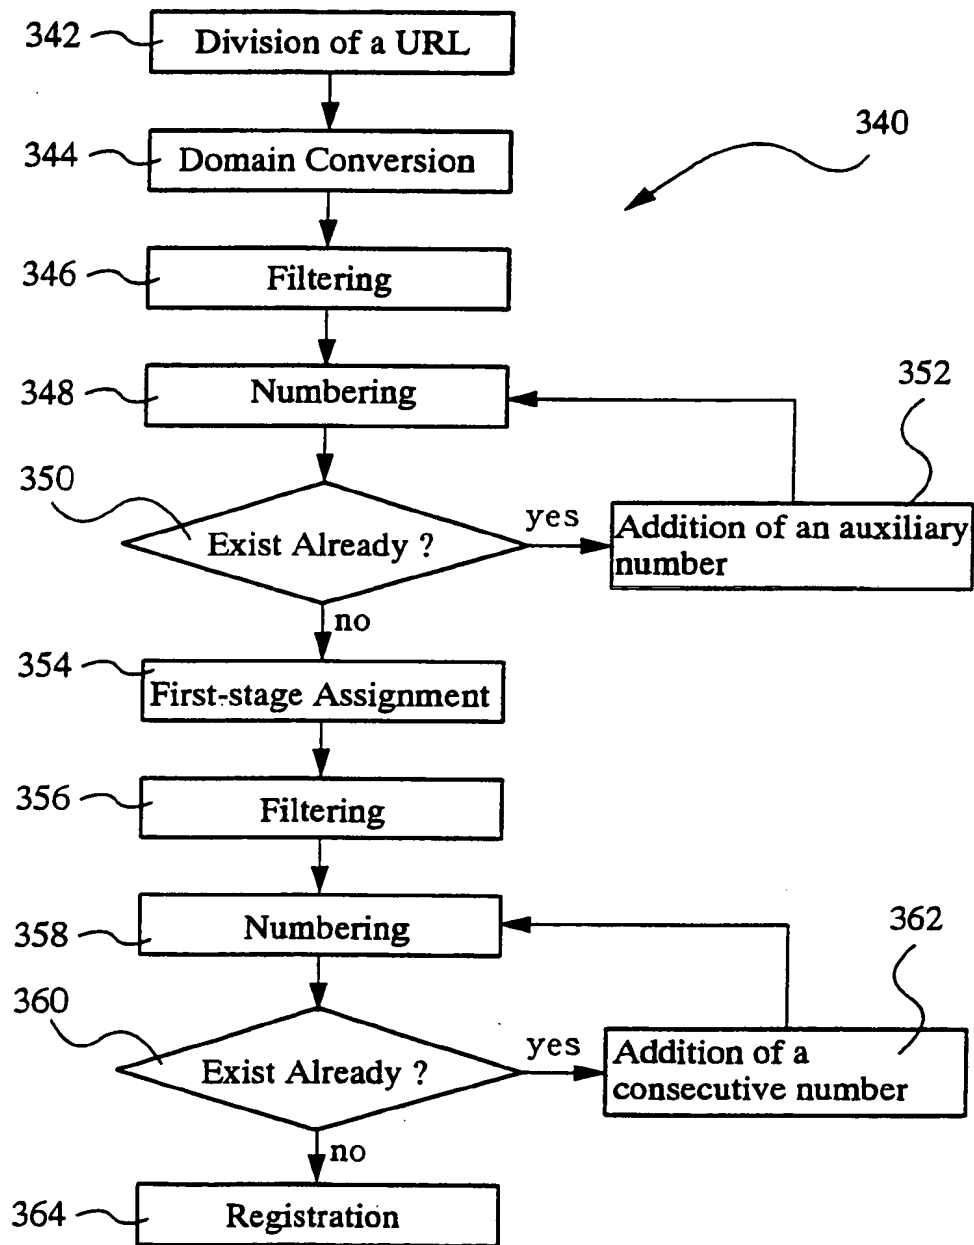 342
Division of a URL
340
344
Domain Conversion
346
Filtering
348
Numbering
352
350
Exist Already ?
yes
Addition of an auxiliary
number
no
354
First-stage Assignment
356
Filtering
358
Numbering
362
360
Exist Already ?
yes
Addition of a
consecutive number
no
364
Registration